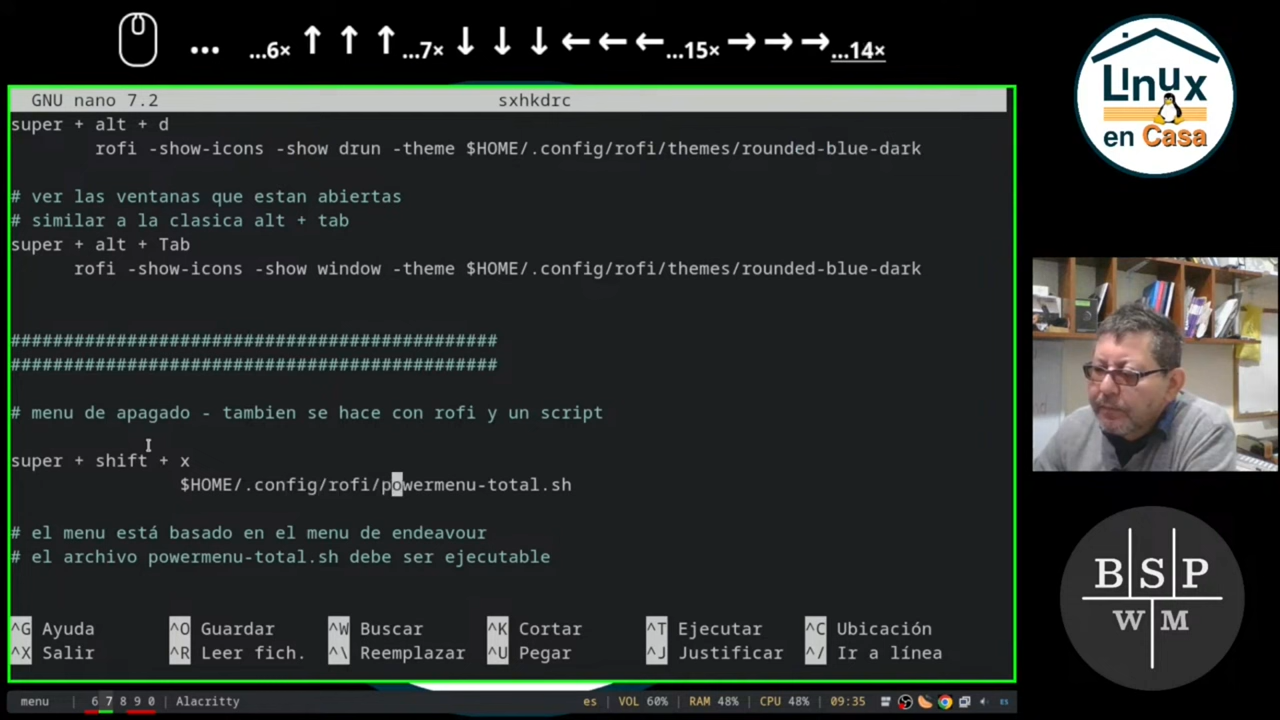 ... ...6× ↑ ↑ ↑ ...7× ↓ ↓ ↓ ← ← ← ...15× → → → ...14×
Linux
en Casa
GNU nano 7.2 sxhkdrc
super + alt + d
rofi -show-icons -show drun -theme $HOME/.config/rofi/themes/rounded-blue-dark
# ver las ventanas que estan abiertas
# similar a la clasica alt + tab
super + alt + Tab
rofi -show-icons -show window -theme $HOME/.config/rofi/themes/rounded-blue-dark
##############################################
##############################################
# menu de apagado - tambien se hace con rofi y un script
super + shift + x
$HOME/.config/rofi/powermenu-total.sh
# el menu está basado en el menu de endeavour
# el archivo powermenu-total.sh debe ser ejecutable
^G Ayuda ^O Guardar ^W Buscar ^K Cortar ^T Ejecutar ^C Ubicación
^X Salir ^R Leer fich. ^\ Reemplazar ^U Pegar ^J Justificar ^/ Ir a línea
BSP
WM
menu 6 7 8 9 0 Alacritty es VOL 60% RAM 48% CPU 48% 09:35 ES